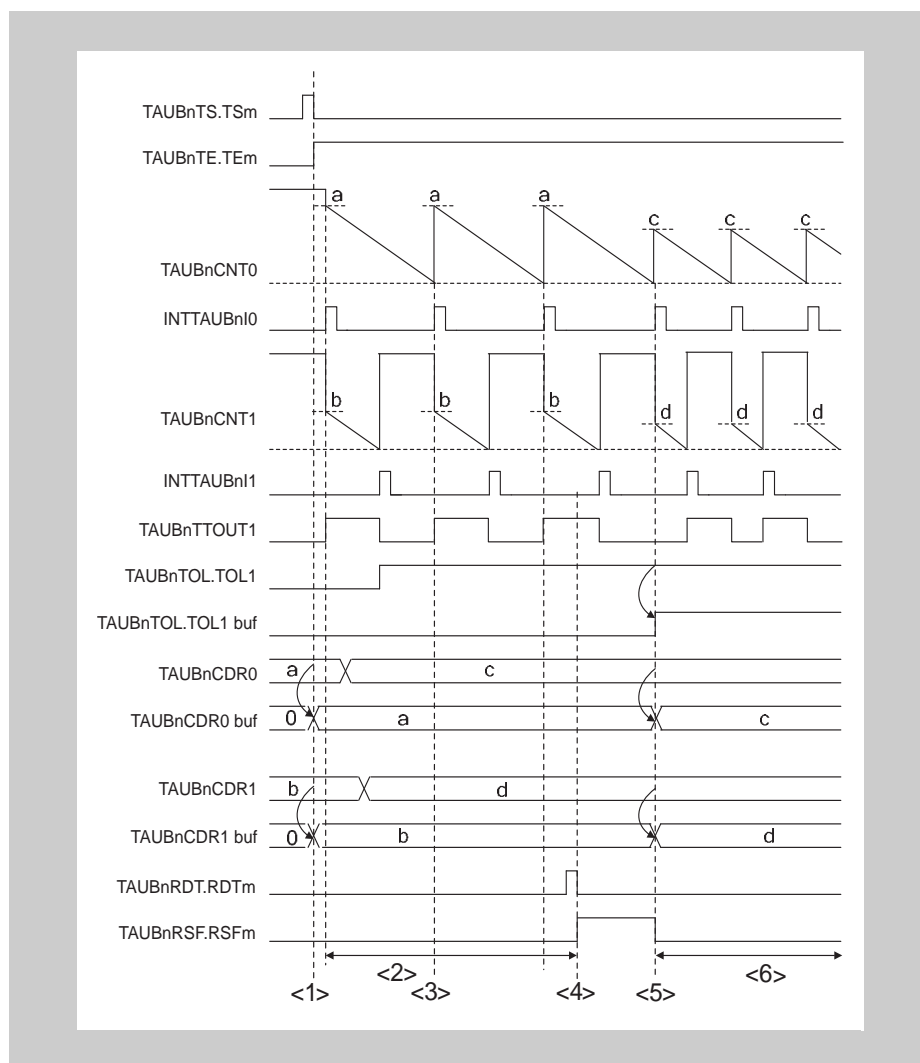 TAUBnTS.TSm
TAUBnTE.TEm
a a a
c c c
TAUBnCNT0
INTTAUBnI0
b b b
d d d
TAUBnCNT1
INTTAUBnI1
TAUBnTTOUT1
TAUBnTOL.TOL1
TAUBnTOL.TOL1 buf
TAUBnCDR0 a c
TAUBnCDR0 buf 0 a c
TAUBnCDR1 b d
TAUBnCDR1 buf 0 b d
TAUBnRDT.RDTm
TAUBnRSF.RSFm
<2> <6>
<1> <3> <4> <5>